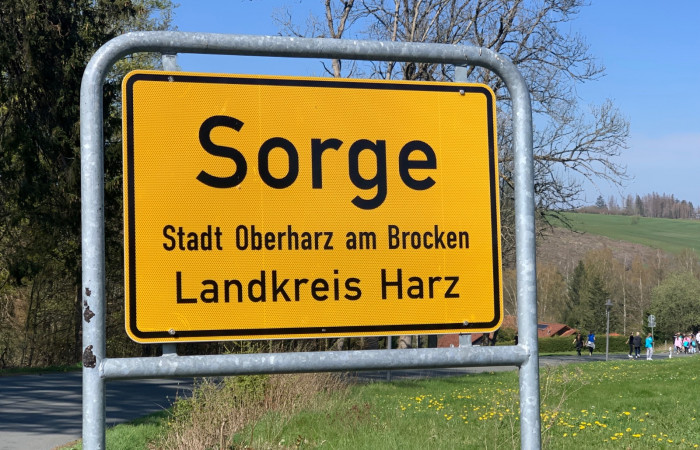 Sorge
Stadt Oberharz am Brocken
Landkreis Harz